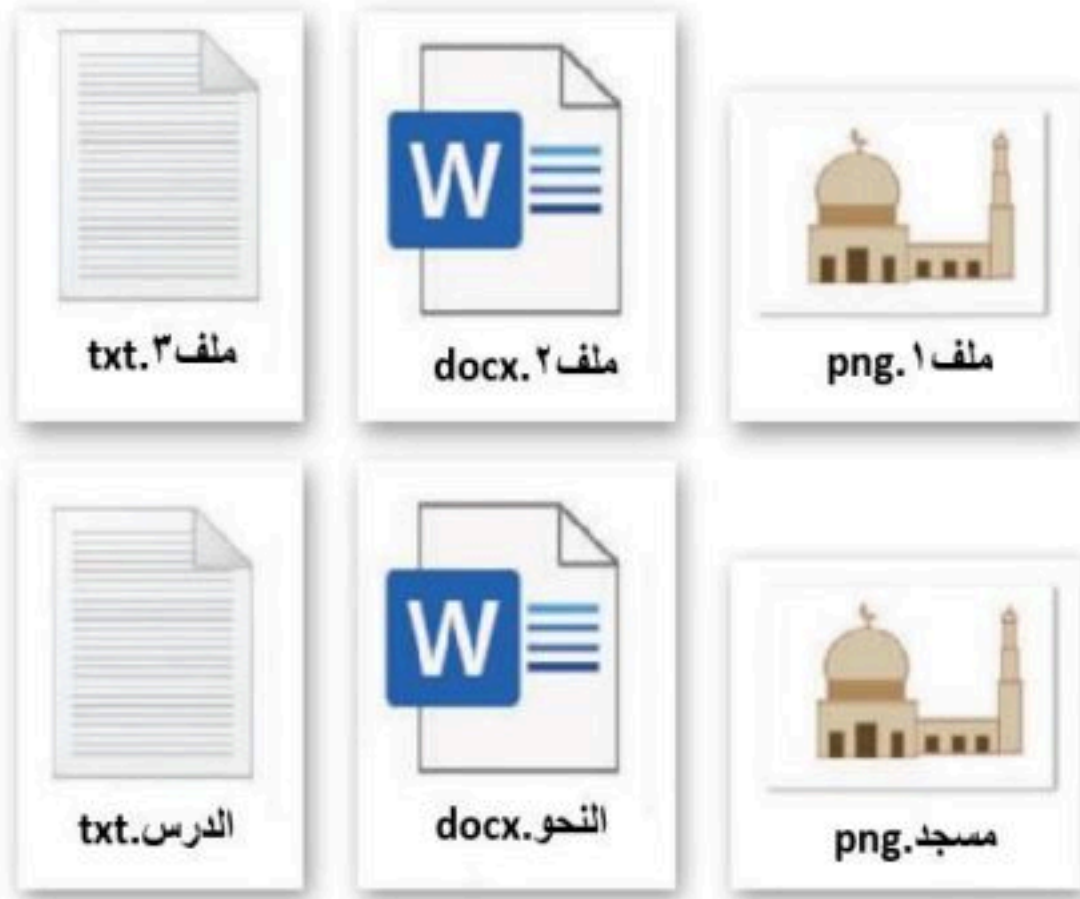 ملف١.png
W
ملف٢.docx
ملف٣.txt
مسجد.png
W
النحو.docx
الدرس.txt